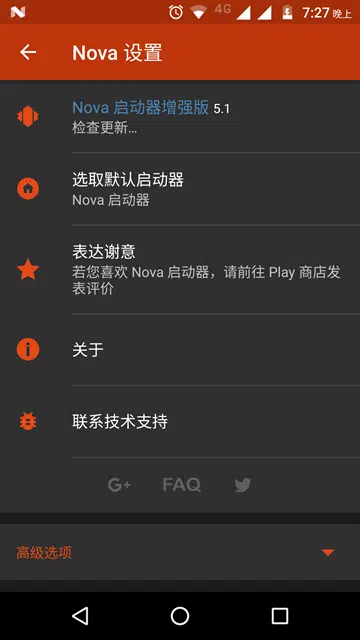 4G 7:27 晚上
Nova 设置
Nova 启动器增强版 5.1
检查更新…
选取默认启动器
Nova 启动器
表达谢意
若您喜欢 Nova 启动器，请前往 Play 商店发
表评价
关于
联系技术支持
G+ FAQ
高级选项